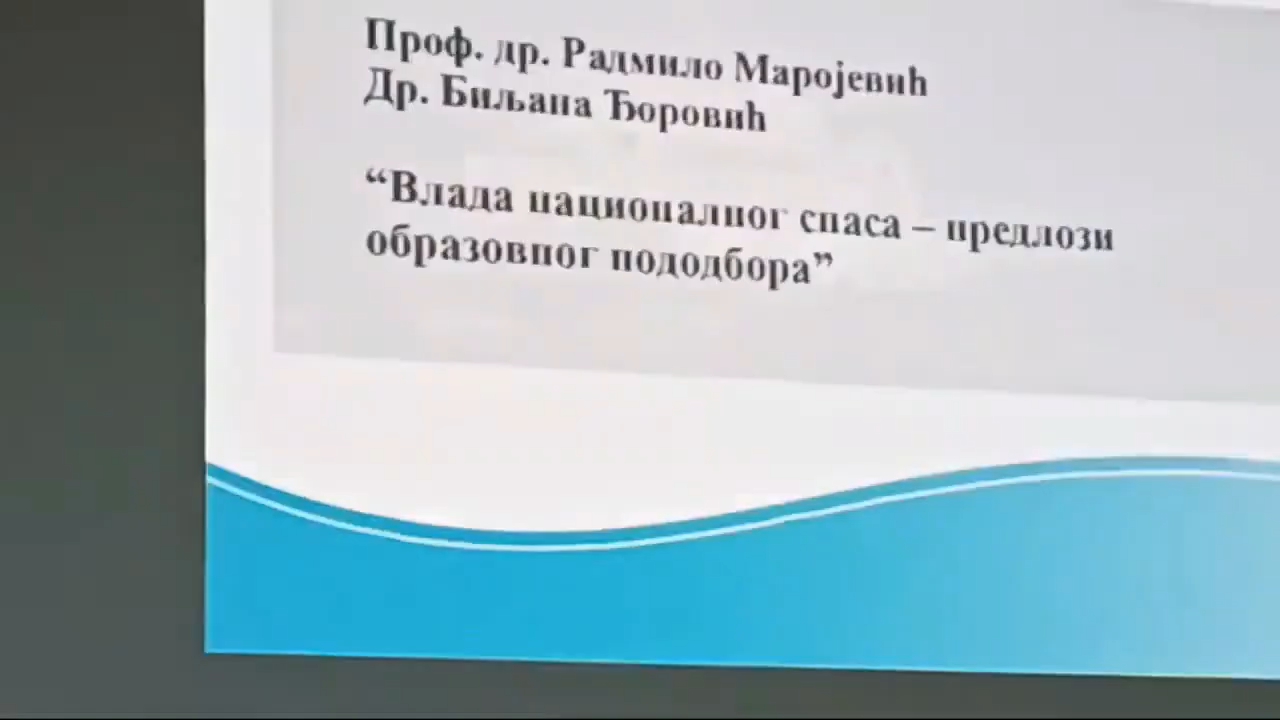 Проф. др. Радмило Маројевић
Др. Биљана Ђоровић
“Влада националног спаса – предлози
образовног пододбора”